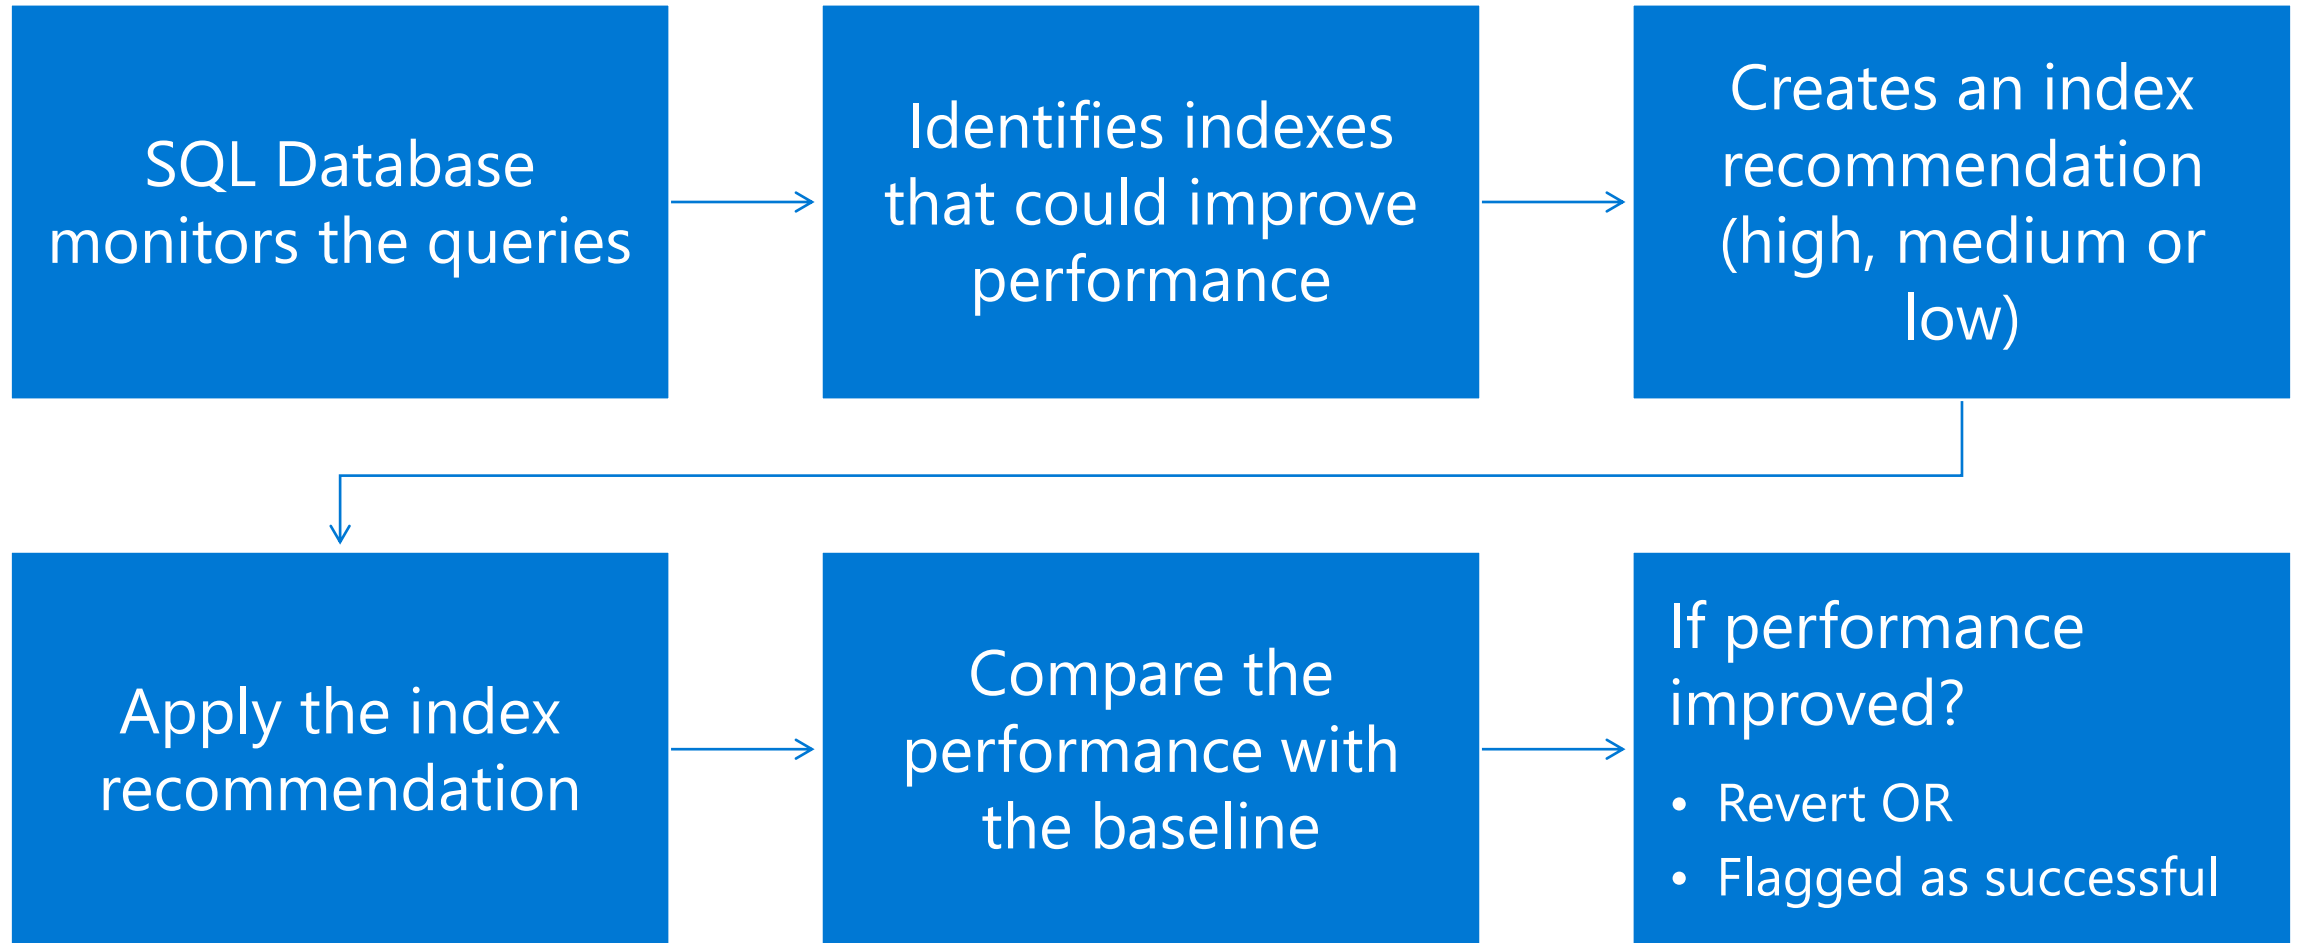 SQL Database
monitors the queries
Identifies indexes
that could improve
performance
Creates an index
recommendation
(high, medium or
low)
Apply the index
recommendation
Compare the
performance with
the baseline
If performance
improved?
• Revert OR
• Flagged as successful